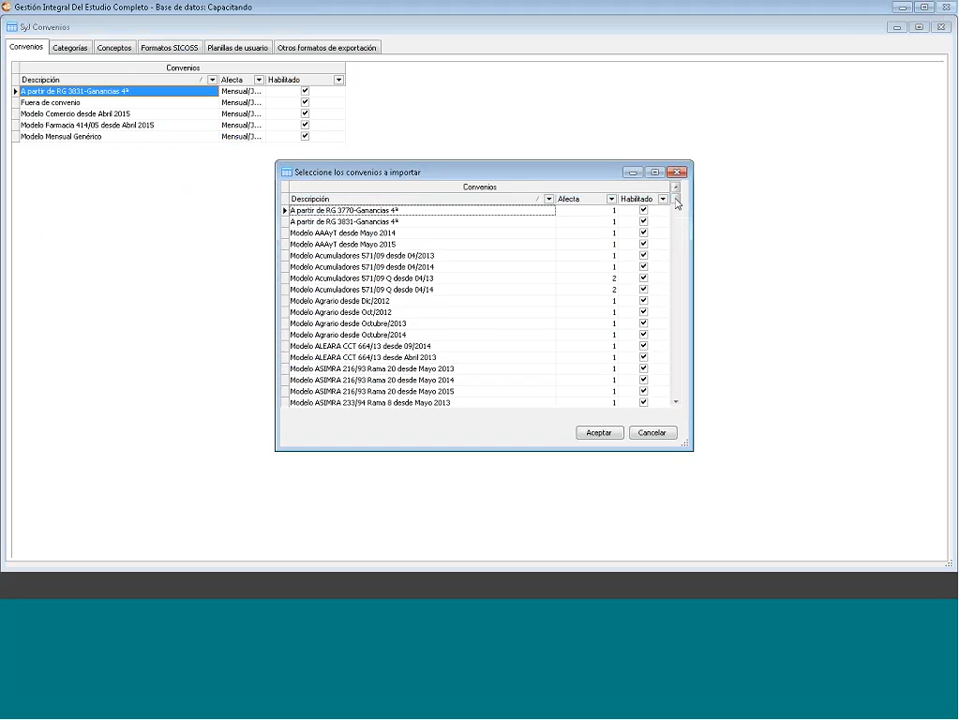 Gestión Integral Del Estudio Completo - Base de datos: Capacitando
SyJ Convenios
Convenios Categorías Conceptos Formatos SICOSS Planillas de usuario Otros formatos de exportación
Convenios
Descripción Afecta Habilitado
A partir de RG 3831-Ganancias 4ª Mensual/J...
Fuera de convenio Mensual/J...
Modelo Comercio desde Abril 2015 Mensual/J...
Modelo Farmacia 414/05 desde Abril 2015 Mensual/J...
Modelo Mensual Genérico Mensual/J...
Seleccione los convenios a importar
Convenios
Descripción Afecta Habilitado
A partir de RG 3770-Ganancias 4ª 1
A partir de RG 3831-Ganancias 4ª 1
Modelo AAAyT desde Mayo 2014 1
Modelo AAAyT desde Mayo 2015 1
Modelo Acumuladores 571/09 desde 04/2013 1
Modelo Acumuladores 571/09 desde 04/2014 1
Modelo Acumuladores 571/09 Q desde 04/13 2
Modelo Acumuladores 571/09 Q desde 04/14 2
Modelo Agrario desde Dic/2012 1
Modelo Agrario desde Oct/2012 1
Modelo Agrario desde Octubre/2013 1
Modelo Agrario desde Octubre/2014 1
Modelo ALEARA CCT 664/13 desde 09/2014 1
Modelo ALEARA CCT 664/13 desde Abril 2013 1
Modelo ASIMRA 216/93 Rama 20 desde Mayo 2013 1
Modelo ASIMRA 216/93 Rama 20 desde Mayo 2014 1
Modelo ASIMRA 216/93 Rama 20 desde Mayo 2015 1
Modelo ASIMRA 233/94 Rama 8 desde Mayo 2013 1
Aceptar Cancelar